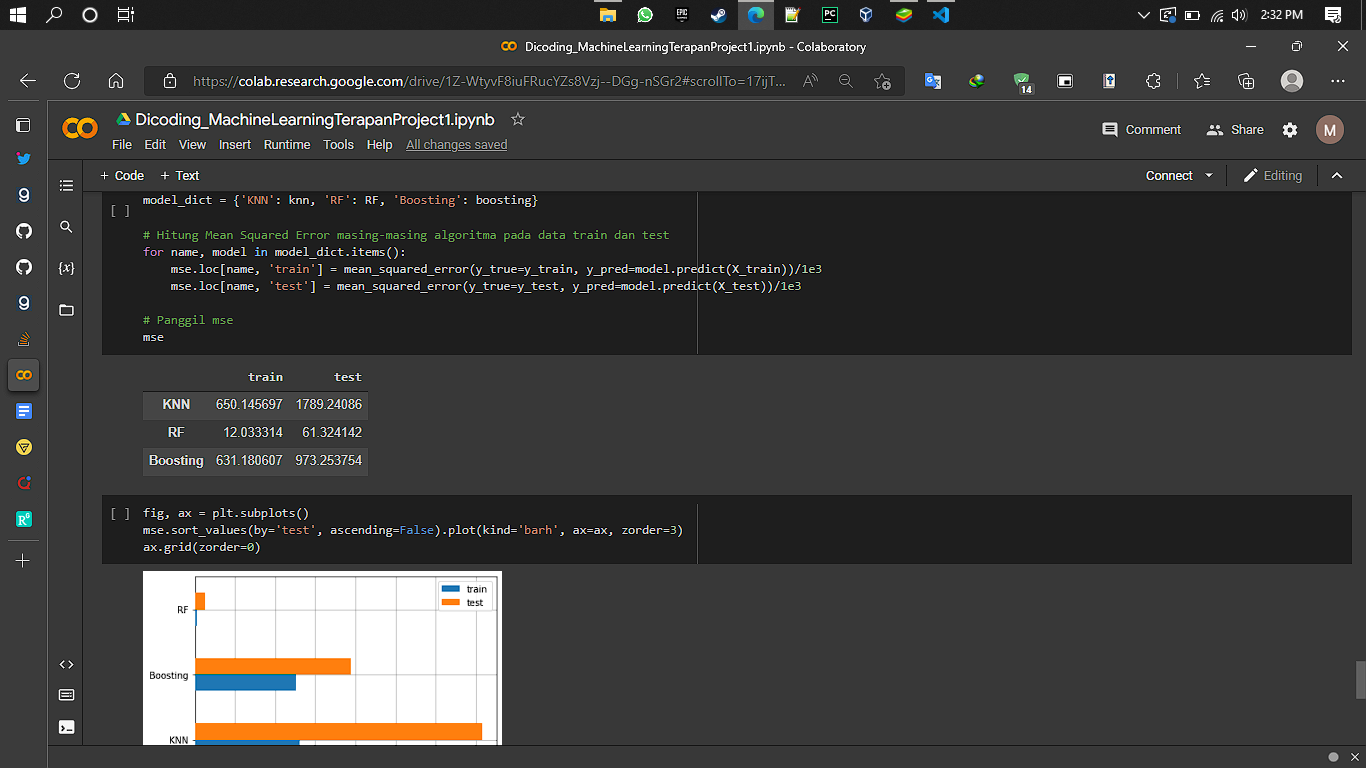 2:32 PM
Dicoding_MachineLearningTerapanProject1.ipynb - Colaboratory
https://colab.research.google.com/drive/1Z-WtyvF8iuFRucYZs8Vzj--DGg-nSGr2#scrollTo=17ijT...
14
Dicoding_MachineLearningTerapanProject1.ipynb
Comment
Share
M
File Edit View Insert Runtime Tools Help All changes saved
+ Code + Text
Connect
Editing
model_dict = {'KNN': knn, 'RF': RF, 'Boosting': boosting}
[ ]
# Hitung Mean Squared Error masing-masing algoritma pada data train dan test
for name, model in model_dict.items():
mse.loc[name, 'train'] = mean_squared_error(y_true=y_train, y_pred=model.predict(X_train))/1e3
mse.loc[name, 'test'] = mean_squared_error(y_true=y_test, y_pred=model.predict(X_test))/1e3
# Panggil mse
mse
train test
KNN 650.145697 1789.24086
RF 12.033314 61.324142
Boosting 631.180607 973.253754
[ ] fig, ax = plt.subplots()
mse.sort_values(by='test', ascending=False).plot(kind='barh', ax=ax, zorder=3)
ax.grid(zorder=0)
train
test
RF
Boosting
KNN